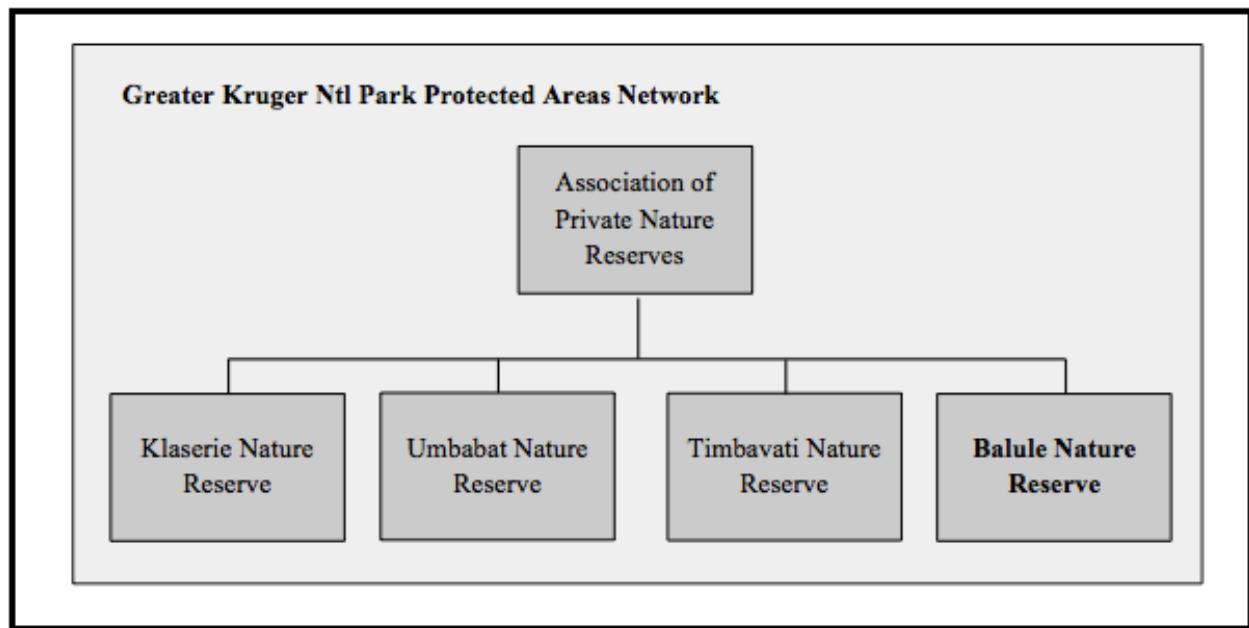 Greater Kruger Ntl Park Protected Areas Network
Association of
Private Nature
Reserves
Klaserie Nature
Reserve
Umbabat Nature
Reserve
Timbavati Nature
Reserve
Balule Nature
Reserve